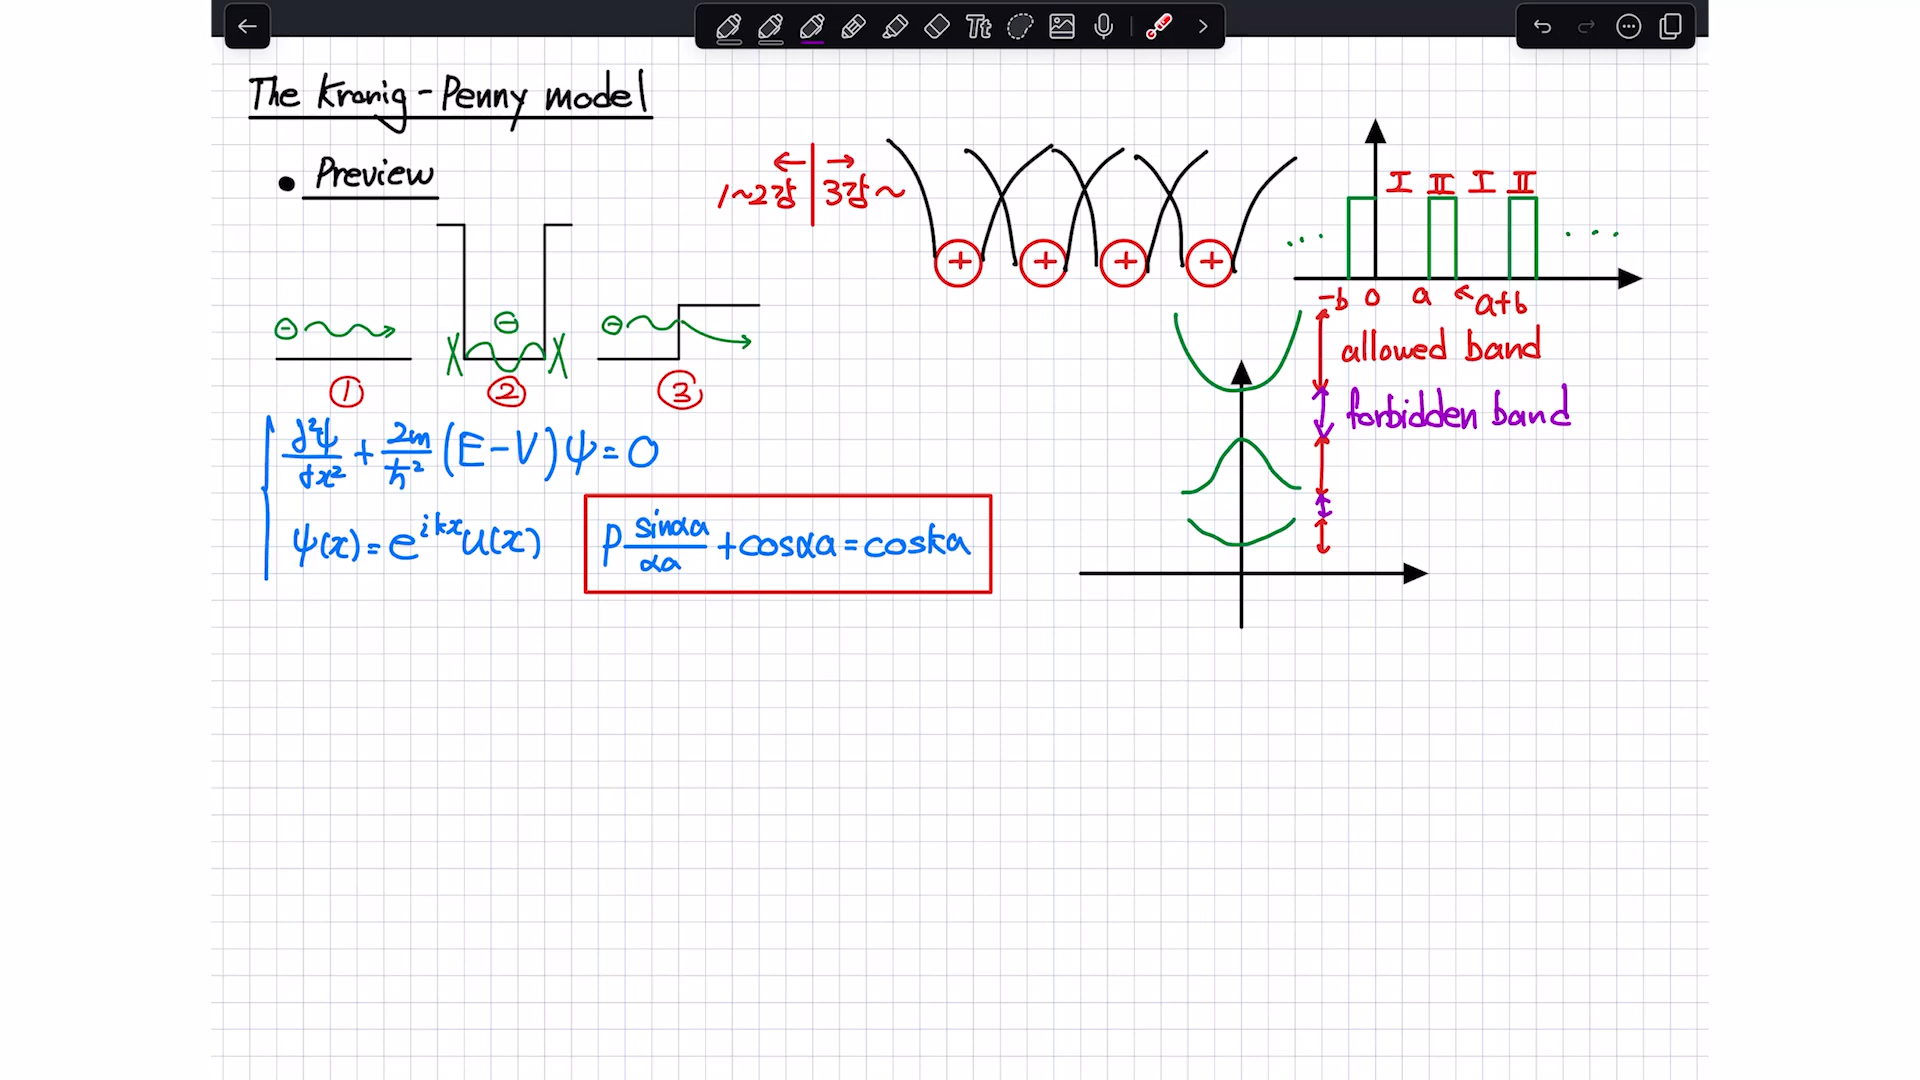 The Kronig-Penny model
• Preview
1~2강 | 3강~
+ + + +
I II I II
-b 0 a a+b
① ② ③
allowed band
forbidden band
d²ψ/dx² + 2m/ħ² (E-V)ψ = 0
ψ(x) = e^{ikx} u(x)
P sinαa/αa + cosαa = coska